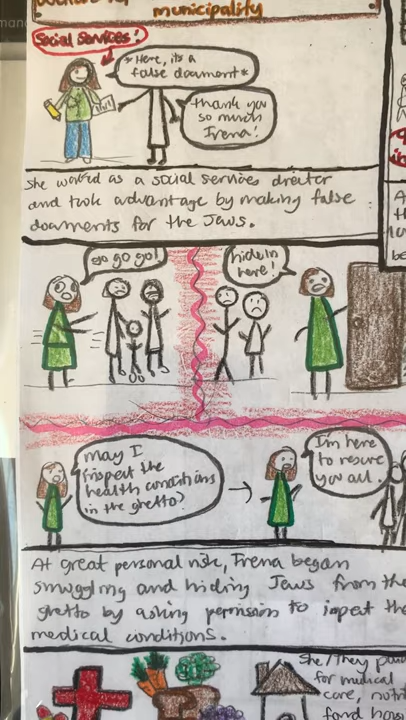 municipality
Social Services!
"Here, its a
false document"
thank you
so much
Irena!
She worked as a social services director
and took advantage by making false
documents for the Jews.
go go go!
hide in
here!
may I
inspect the
health conditions
in the ghetto?
I'm here
to rescue
you all.
At great personal risk, Irena began
smuggling and hiding Jews from the
ghetto by asking permission to inpect the
medical conditions.
She/they
for medical
care,
food